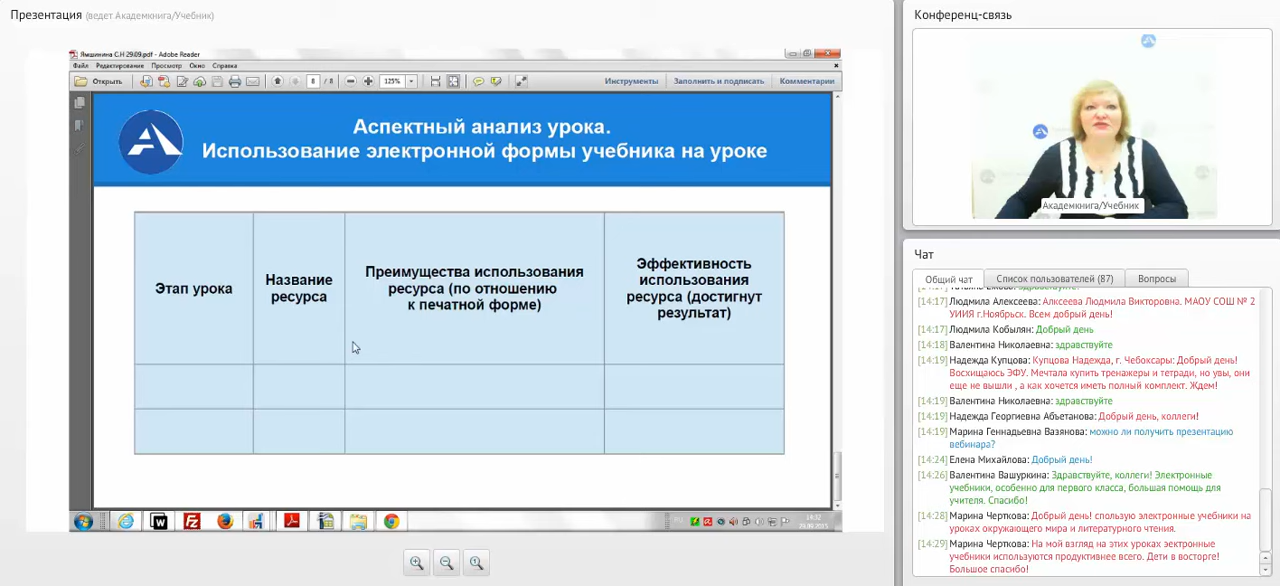 Презентация (ведет Академкнига/Учебник)
Ямшинина С.Н 29.09.pdf - Adobe Reader
Файл Редактирование Просмотр Окно Справка
Открыть
8 / 8
125%
Инструменты
Заполнить и подписать
Комментарии
Аспектный анализ урока.
Использование электронной формы учебника на уроке
Этап урока
Название
ресурса
Преимущества использования
ресурса (по отношению
к печатной форме)
Эффективность
использования
ресурса (достигнут
результат)
14:32
Конференц-связь
Академкнига/Учебник
Чат
Общий чат
Список пользователей (87)
Вопросы
[14:17] Людмила Алексеева: Алксеева Людмила Викторовна. МАОУ СОШ № 2
УИИЯ г.Ноябрьск. Всем добрый день!
[14:17] Людмила Кобылян: Добрый день
[14:18] Валентина Николаевна: здравствуйте
[14:19] Надежда Купцова: Купцова Надежда, г. Чебоксары: Добрый день!
Восхищаюсь ЭФУ. Мечтала купить тренажеры и тетради, но увы, они
еще не вышли , а как хочется иметь полный комплект. Ждем!
[14:19] Валентина Николаевна: здравствуйте
[14:19] Надежда Георгиевна Абъетанова: Добрый день, коллеги!
[14:19] Марина Геннадьевна Вазянова: можно ли получить презентацию
вебинара?
[14:24] Елена Михайлова: Добрый день!
[14:26] Валентина Вашуркина: Здравствуйте, коллеги! Электронные
учебники, особенно для первого класса, большая помощь для
учителя. Спасибо!
[14:28] Марина Черткова: Добрый день! спользую электронные учебники на
уроках окружающего мира и литературного чтения.
[14:29] Марина Черткова: На мой взгляд на этих уроках эектронные
учебники используются продуктивнее всего. Дети в восторге!
Большое спасибо!